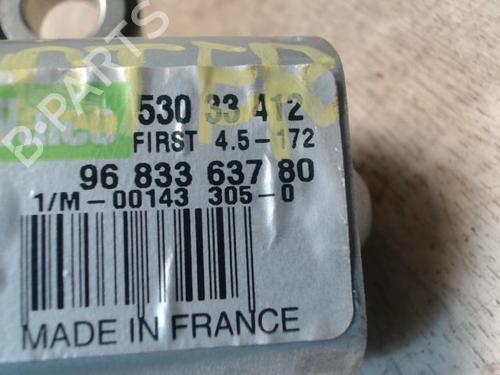 Valeo
530 33 412
FIRST 4.5-172
96 833 637 80
1/M-00143 305-0
MADE IN FRANCE
B-PARTS